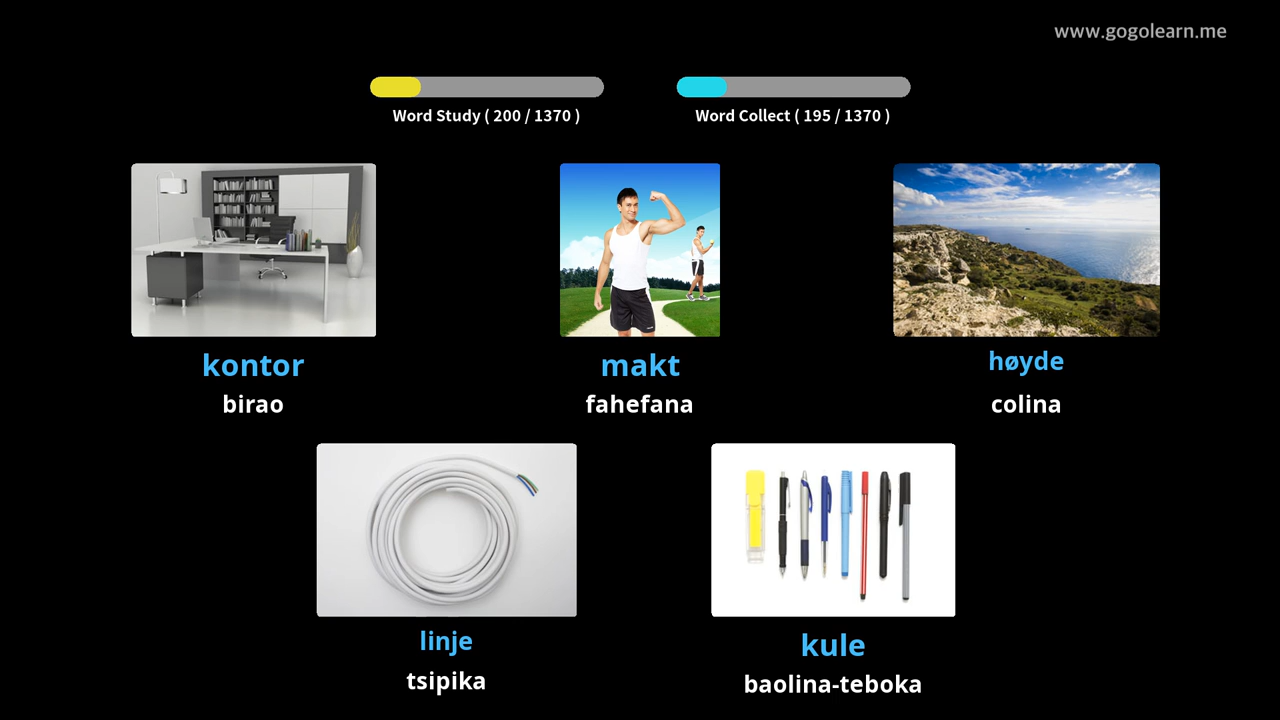 www.gogolearn.me
Word Study ( 200 / 1370 )
Word Collect ( 195 / 1370 )
kontor
birao
makt
fahefana
høyde
colina
linje
tsipika
kule
baolina-teboka